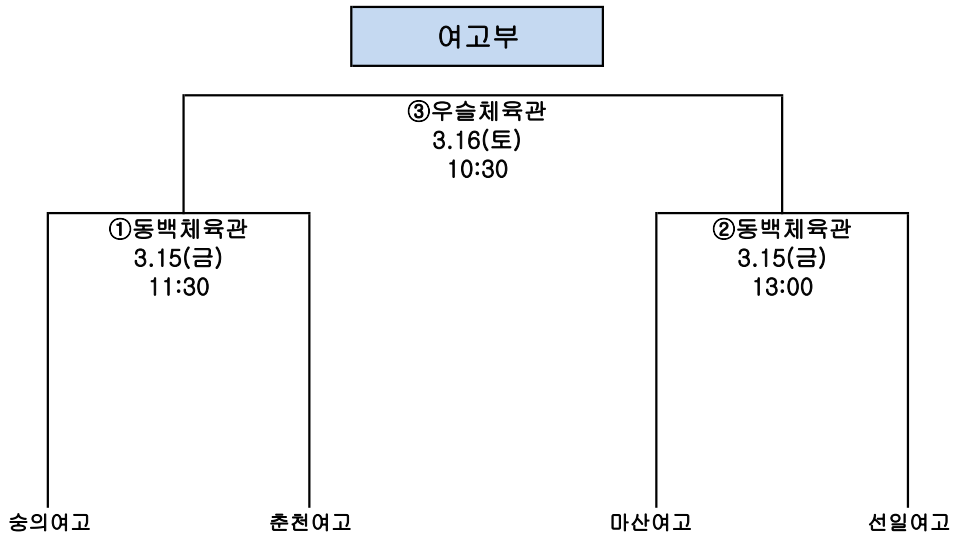 여고부
③우슬체육관
3.16(토)
10:30
①동백체육관
3.15(금)
11:30
②동백체육관
3.15(금)
13:00
숭의여고
춘천여고
마산여고
선일여고